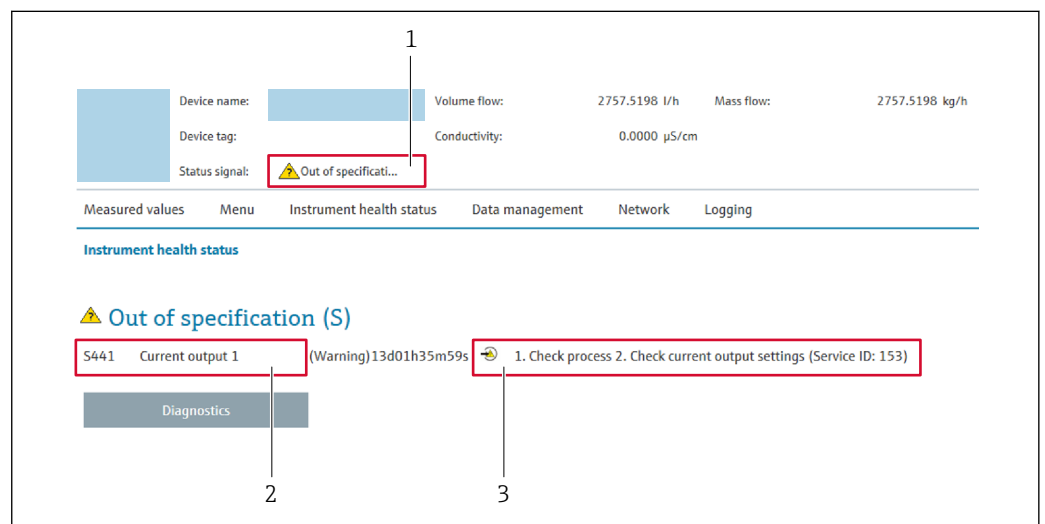 1
Device name: Volume flow: 2757.5198 l/h Mass flow: 2757.5198 kg/h
Device tag: Conductivity: 0.0000 µS/cm
Status signal: Out of specificati...
Measured values Menu Instrument health status Data management Network Logging
Instrument health status
Out of specification (S)
S441 Current output 1 (Warning)13d01h35m59s 1. Check process 2. Check current output settings (Service ID: 153)
Diagnostics
2 3